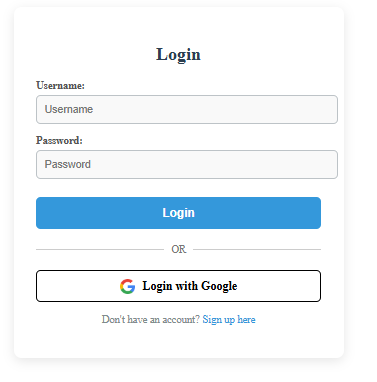 Login
Username:
Username
Password:
Password
Login
OR
Login with Google
Don't have an account? Sign up here